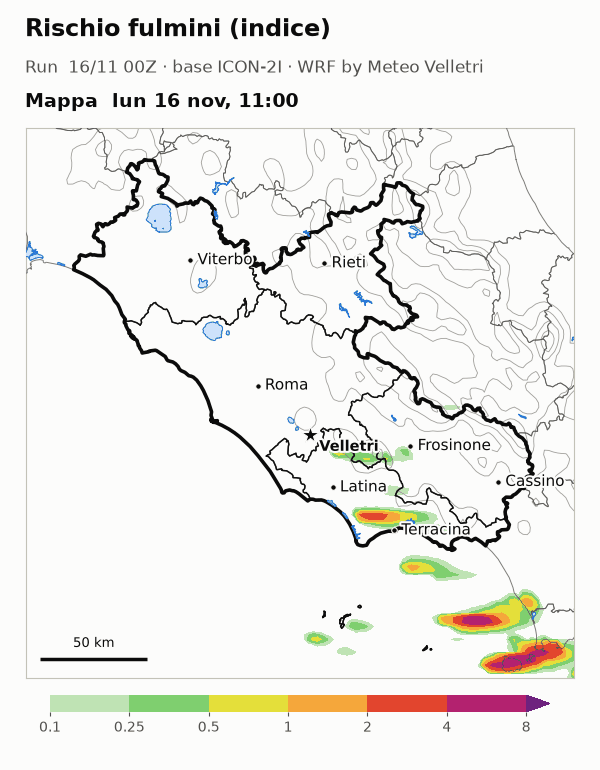 Rischio fulmini (indice)
Run  16/11 00Z · base ICON-2I · WRF by Meteo Velletri
Mappa  lun 16 nov, 11:00
Viterbo
Rieti
Roma
Velletri
Frosinone
Cassino
Latina
Terracina
50 km
0.1 0.25 0.5 1 2 4 8